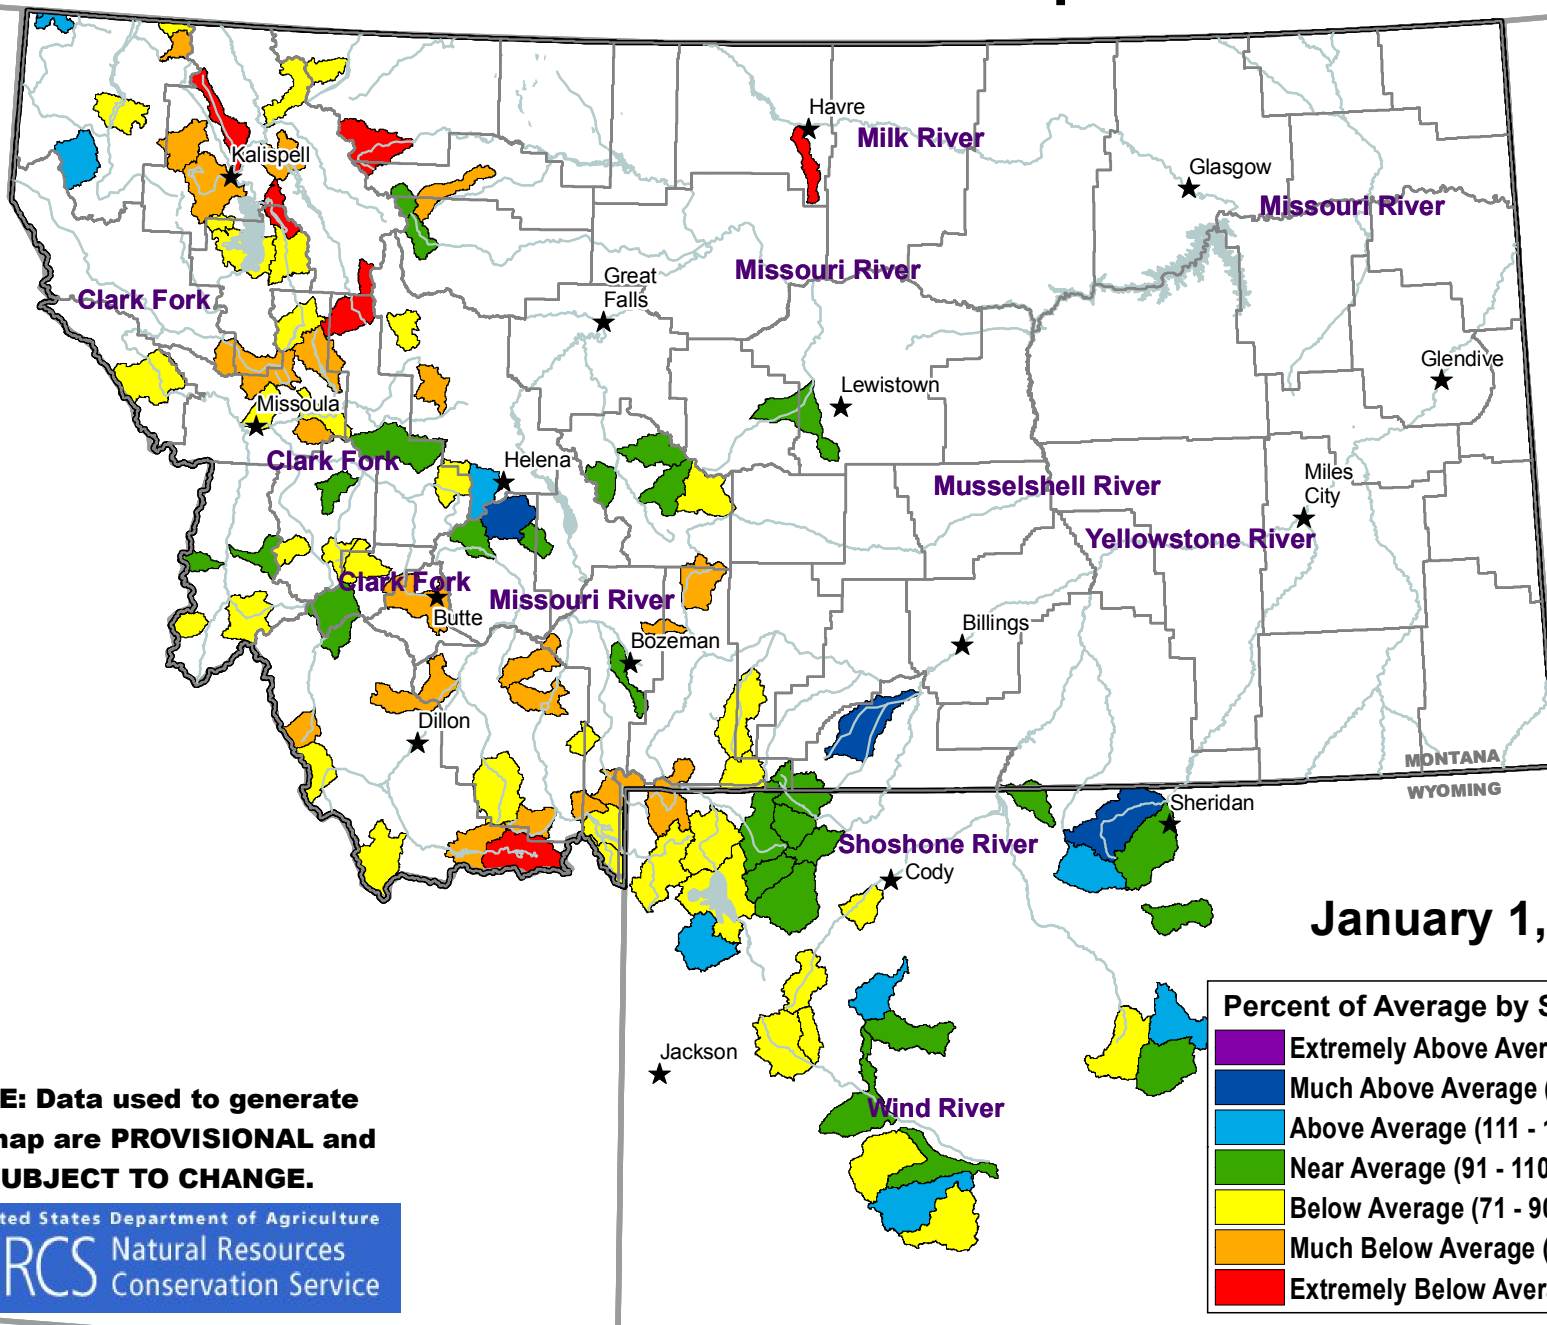 Havre
Milk River
Kalispell
Glasgow
Missouri River
Missouri River
Great
Falls
Clark Fork
Glendive
Lewistown
Missoula
Clark Fork
Helena
Miles
City
Musselshell River
Yellowstone River
Clark Fork
Missouri River
Butte
Billings
Bozeman
Dillon
MONTANA
WYOMING
Sheridan
Shoshone River
Cody
January 1,
Jackson
Wind River
Percent of Average by S
Extremely Above Aver
Much Above Average (
Above Average (111 - 1
Near Average (91 - 110
Below Average (71 - 90
Much Below Average (
Extremely Below Avera
E: Data used to generate
map are PROVISIONAL and
UBJECT TO CHANGE.
ted States Department of Agriculture
RCS Natural Resources
Conservation Service